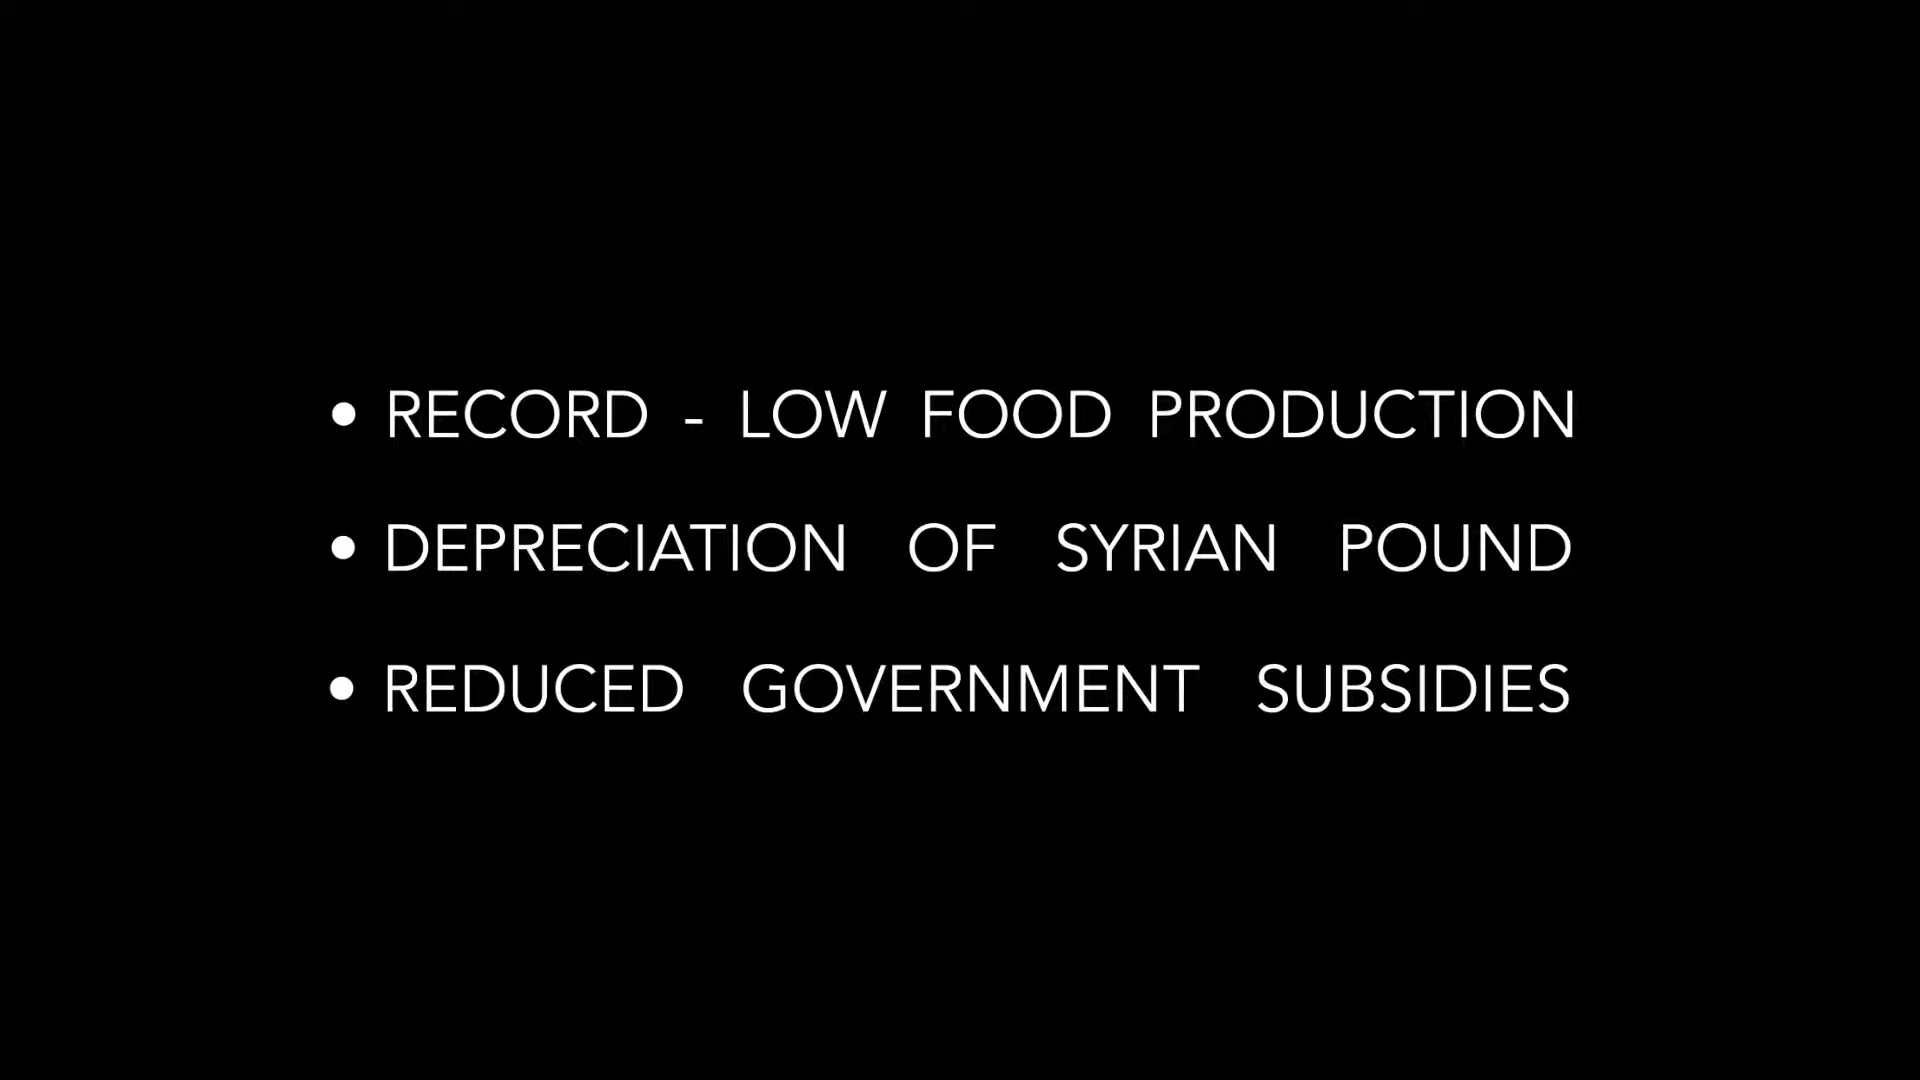 • RECORD - LOW FOOD PRODUCTION
• DEPRECIATION OF SYRIAN POUND
• REDUCED GOVERNMENT SUBSIDIES